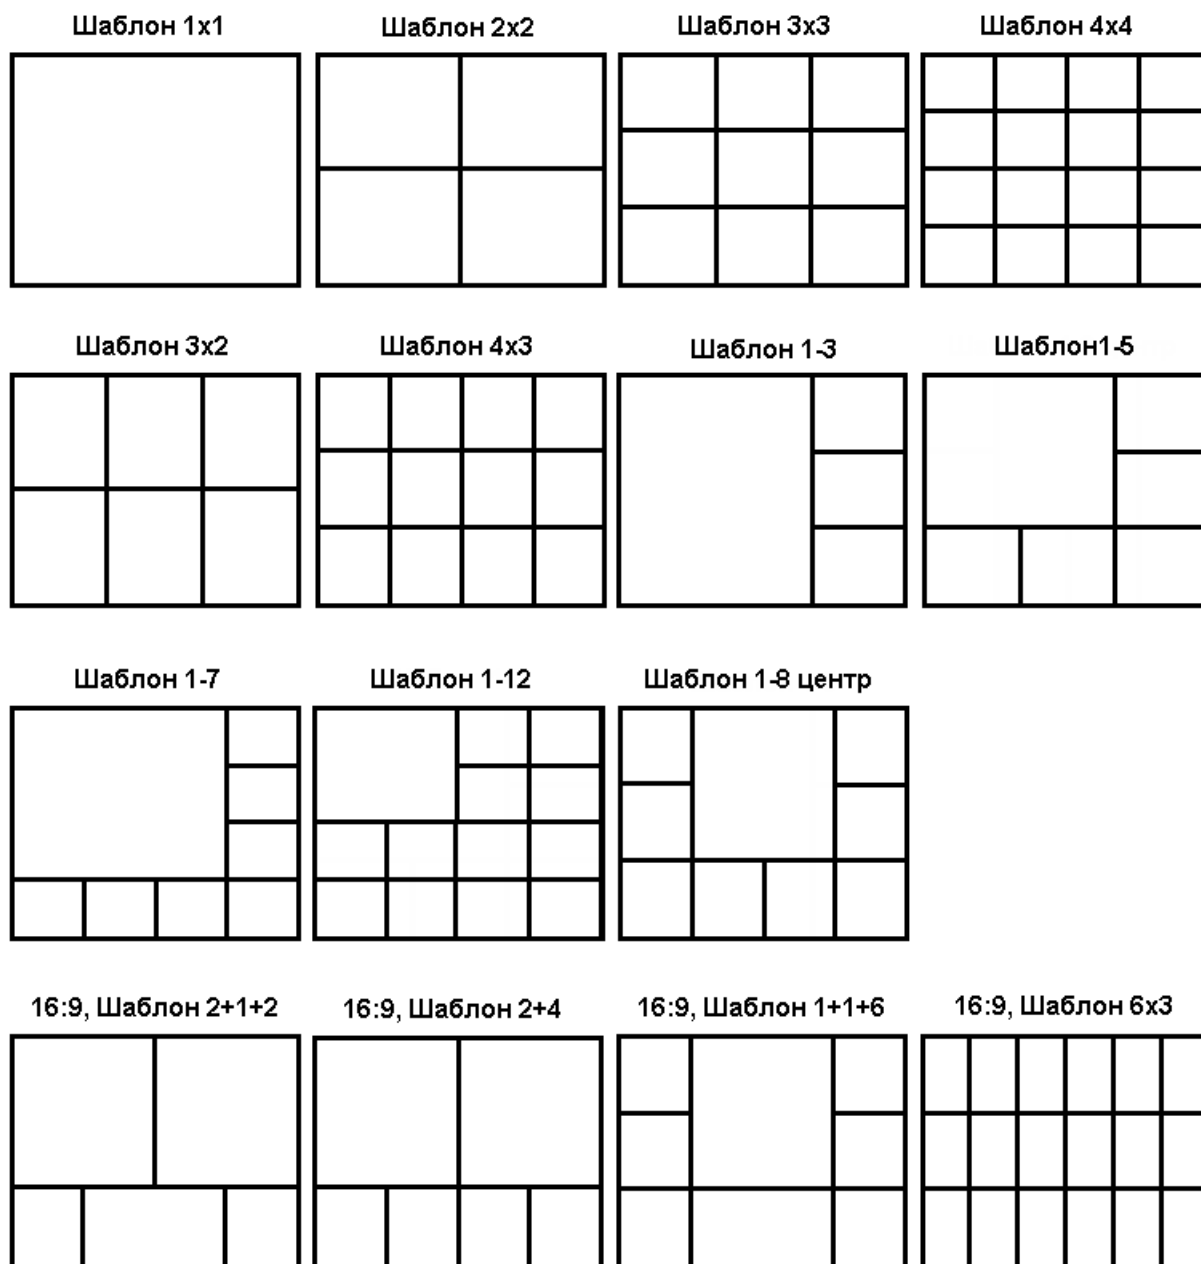 Шаблон 1x1
Шаблон 2x2
Шаблон 3x3
Шаблон 4x4
Шаблон 3x2
Шаблон 4x3
Шаблон 1-3
Шаблон1-5
Шаблон 1-7
Шаблон 1-12
Шаблон 1-8 центр
16:9, Шаблон 2+1+2
16:9, Шаблон 2+4
16:9, Шаблон 1+1+6
16:9, Шаблон 6x3